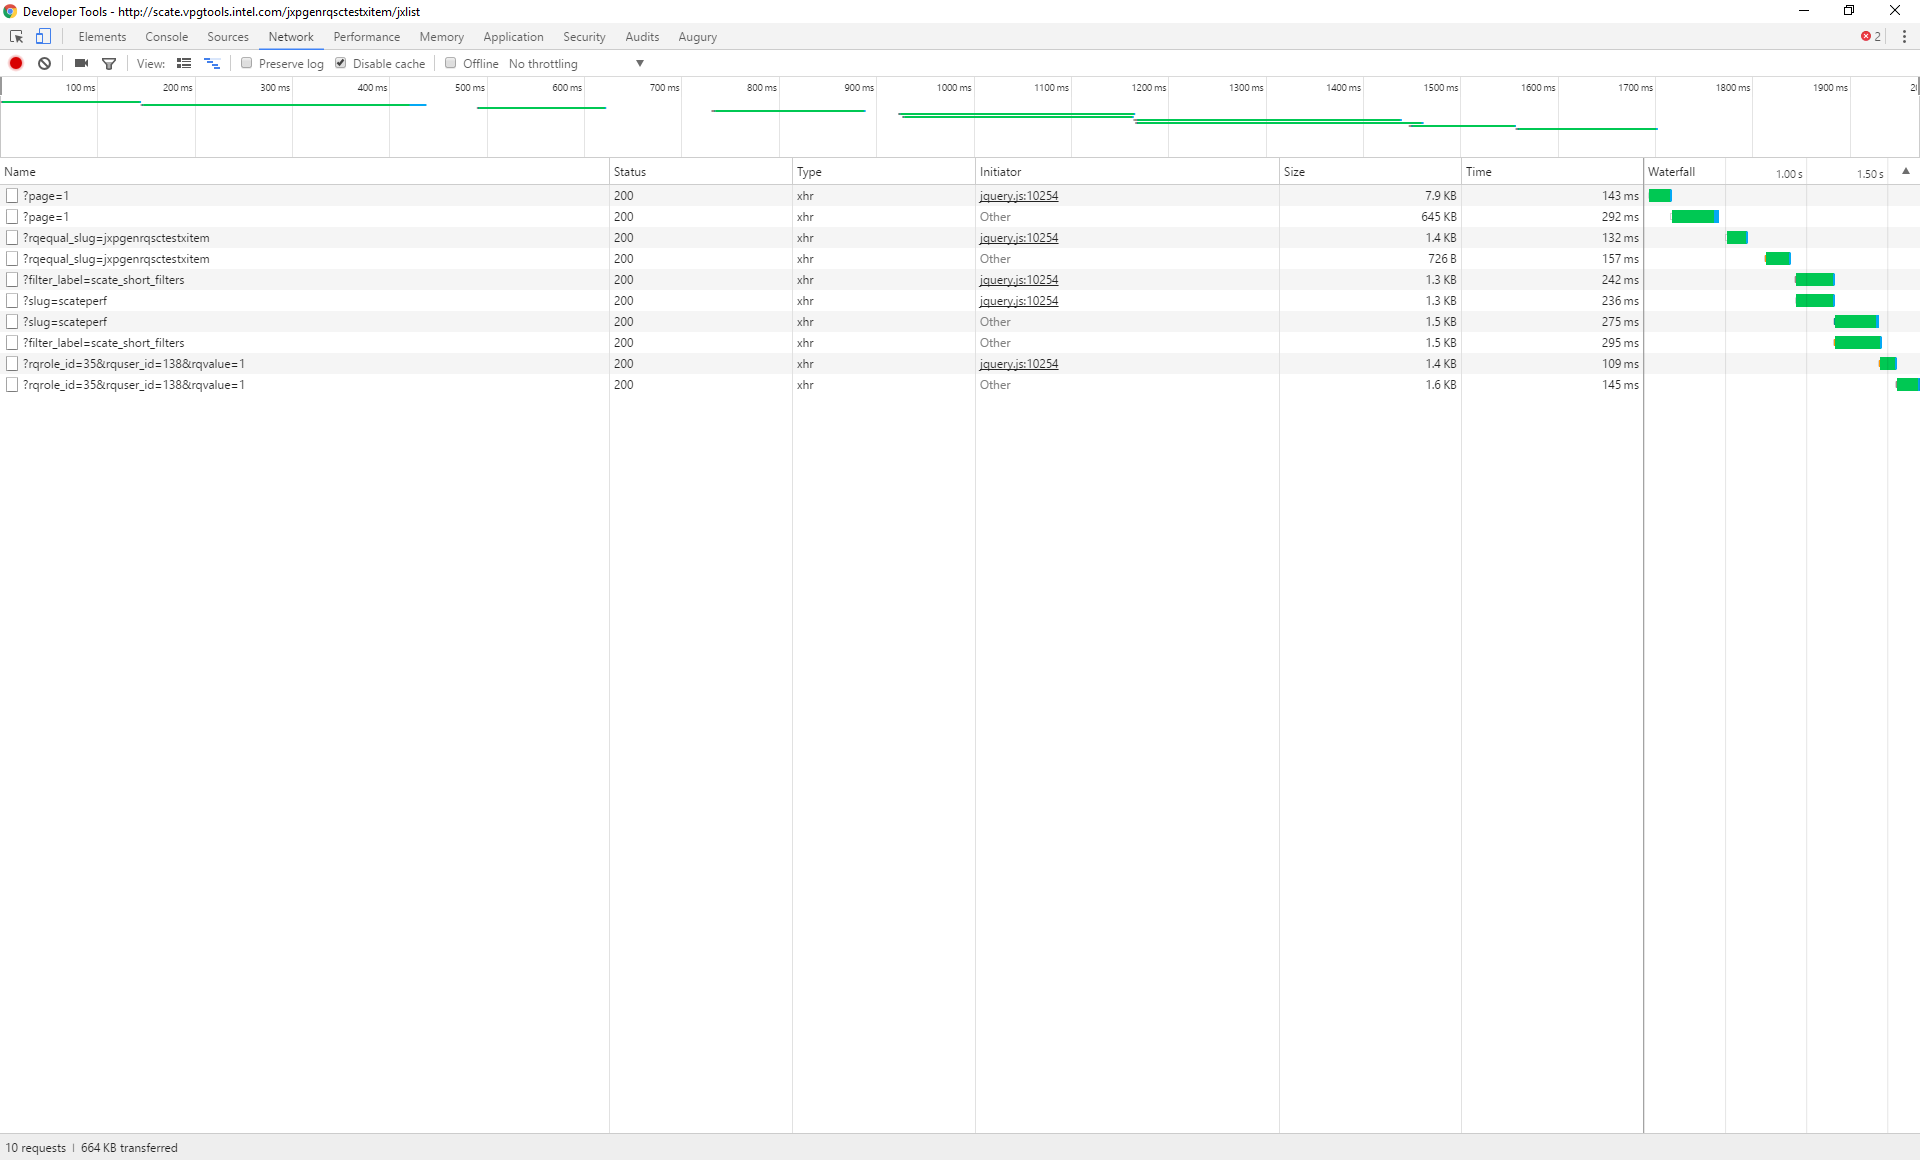 Developer Tools - http://scate.vpgtools.intel.com/jxpgenrqsctestxitem/jxlist
Elements Console Sources Network Performance Memory Application Security Audits Augury 2
View: Preserve log Disable cache Offline No throttling
100 ms 200 ms 300 ms 400 ms 500 ms 600 ms 700 ms 800 ms 900 ms 1000 ms 1100 ms 1200 ms 1300 ms 1400 ms 1500 ms 1600 ms 1700 ms 1800 ms 1900 ms
Name Status Type Initiator Size Time Waterfall 1.00 s 1.50 s
?page=1 200 xhr jquery.js:10254 7.9 KB 143 ms
?page=1 200 xhr Other 645 KB 292 ms
?rqequal_slug=jxpgenrqsctestxitem 200 xhr jquery.js:10254 1.4 KB 132 ms
?rqequal_slug=jxpgenrqsctestxitem 200 xhr Other 726 B 157 ms
?filter_label=scate_short_filters 200 xhr jquery.js:10254 1.3 KB 242 ms
?slug=scateperf 200 xhr jquery.js:10254 1.3 KB 236 ms
?slug=scateperf 200 xhr Other 1.5 KB 275 ms
?filter_label=scate_short_filters 200 xhr Other 1.5 KB 295 ms
?rqrole_id=35&rquser_id=138&rqvalue=1 200 xhr jquery.js:10254 1.4 KB 109 ms
?rqrole_id=35&rquser_id=138&rqvalue=1 200 xhr Other 1.6 KB 145 ms
10 requests | 664 KB transferred